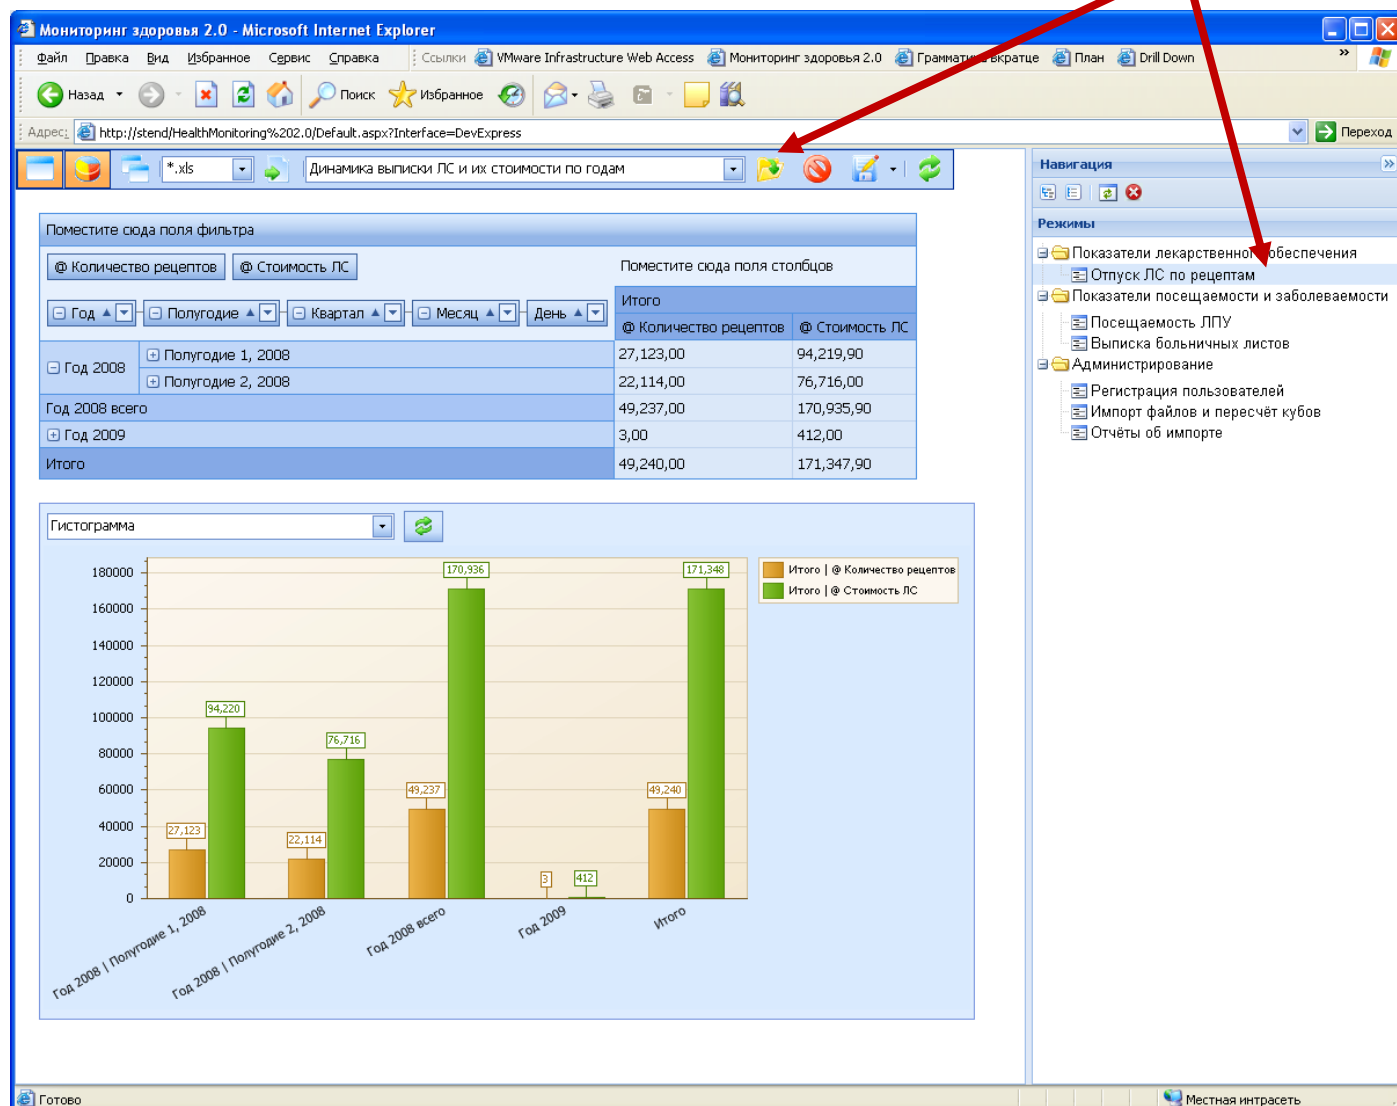 Мониторинг здоровья 2.0 - Microsoft Internet Explorer
Файл Правка Вид Избранное Сервис Справка Ссылки VMware Infrastructure Web Access Мониторинг здоровья 2.0 Грамматика вкратце План Drill Down »
Назад Поиск Избранное
Адрес: http://stend/HealthMonitoring%202.0/Default.aspx?Interface=DevExpress Переход
*.xls Динамика выписки ЛС и их стоимости по годам
Поместите сюда поля фильтра
@ Количество рецептов @ Стоимость ЛС Поместите сюда поля столбцов
Год Полугодие Квартал Месяц День Итого
@ Количество рецептов @ Стоимость ЛС
Год 2008 Полугодие 1, 2008 27,123,00 94,219,90
Полугодие 2, 2008 22,114,00 76,716,00
Год 2008 всего 49,237,00 170,935,90
Год 2009 3,00 412,00
Итого 49,240,00 171,347,90
Гистограмма
180000
160000
140000
120000
100000
80000
60000
40000
20000
0
27,123 94,220 22,114 76,716 49,237 170,936 3 412 49,240 171,348
Год 2008 | Полугодие 1, 2008
Год 2008 | Полугодие 2, 2008
Год 2008 всего
Год 2009
Итого
Итого | @ Количество рецептов
Итого | @ Стоимость ЛС
Навигация »
Режимы
Показатели лекарственного обеспечения
Отпуск ЛС по рецептам
Показатели посещаемости и заболеваемости
Посещаемость ЛПУ
Выписка больничных листов
Администрирование
Регистрация пользователей
Импорт файлов и пересчёт кубов
Отчёты об импорте
Готово Местная интрасеть